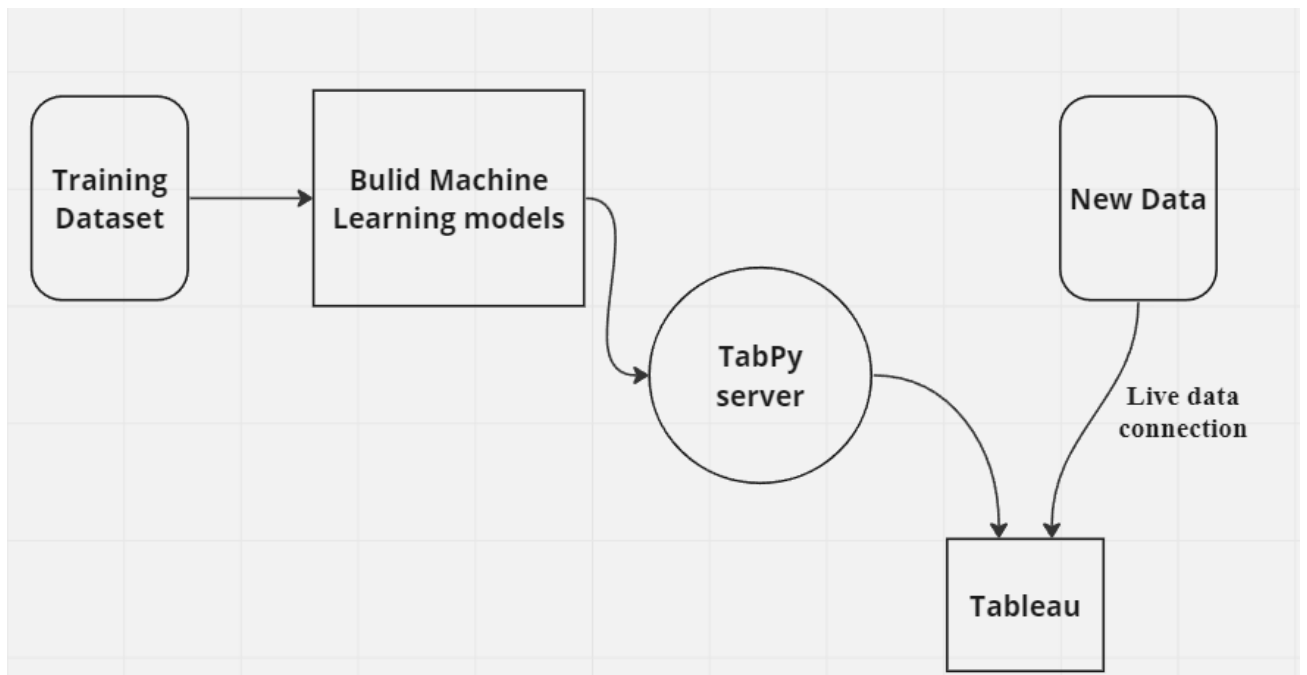 Training
Dataset
Bulid Machine
Learning models
New Data
TabPy
server
Live data
connection
Tableau